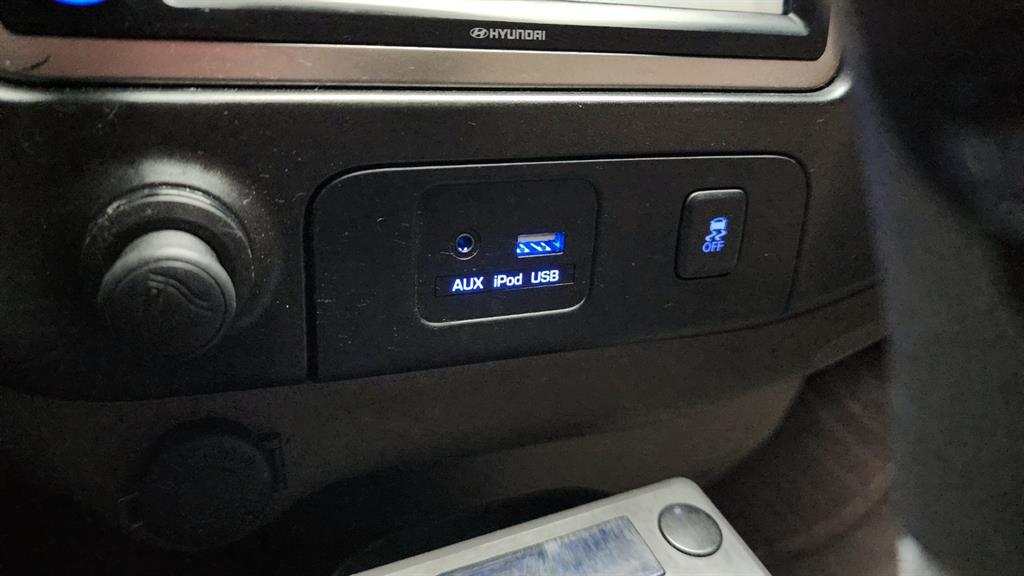 HYUNDAI
AUX iPod USB
OFF